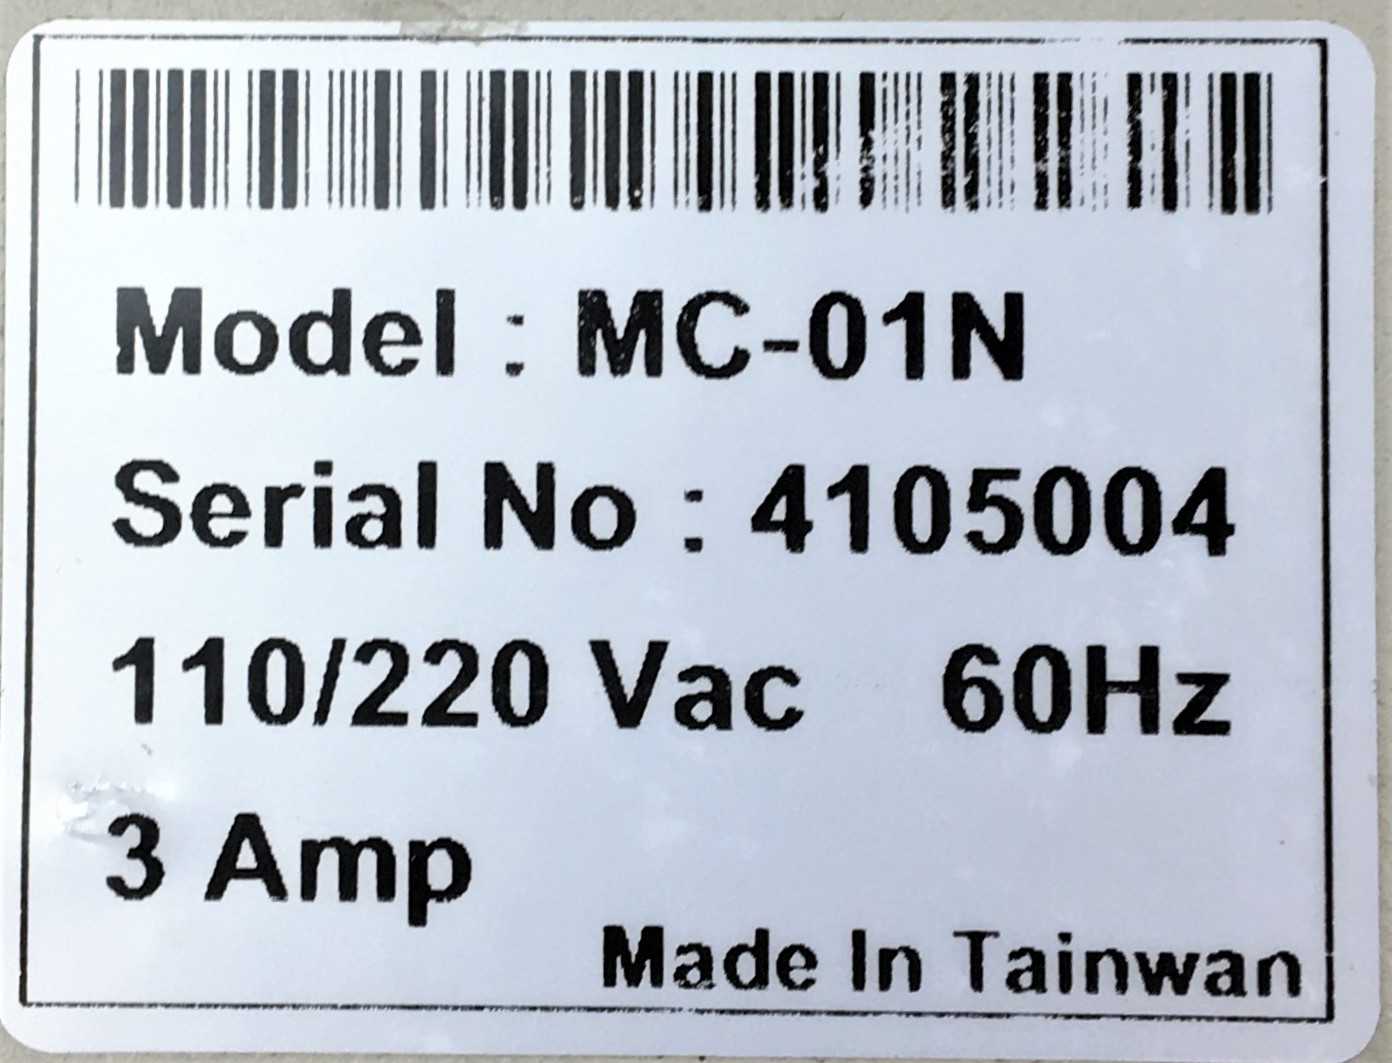 Model : MC-01N
Serial No : 4105004
110/220 Vac 60Hz
3 Amp
Made In Tainwan